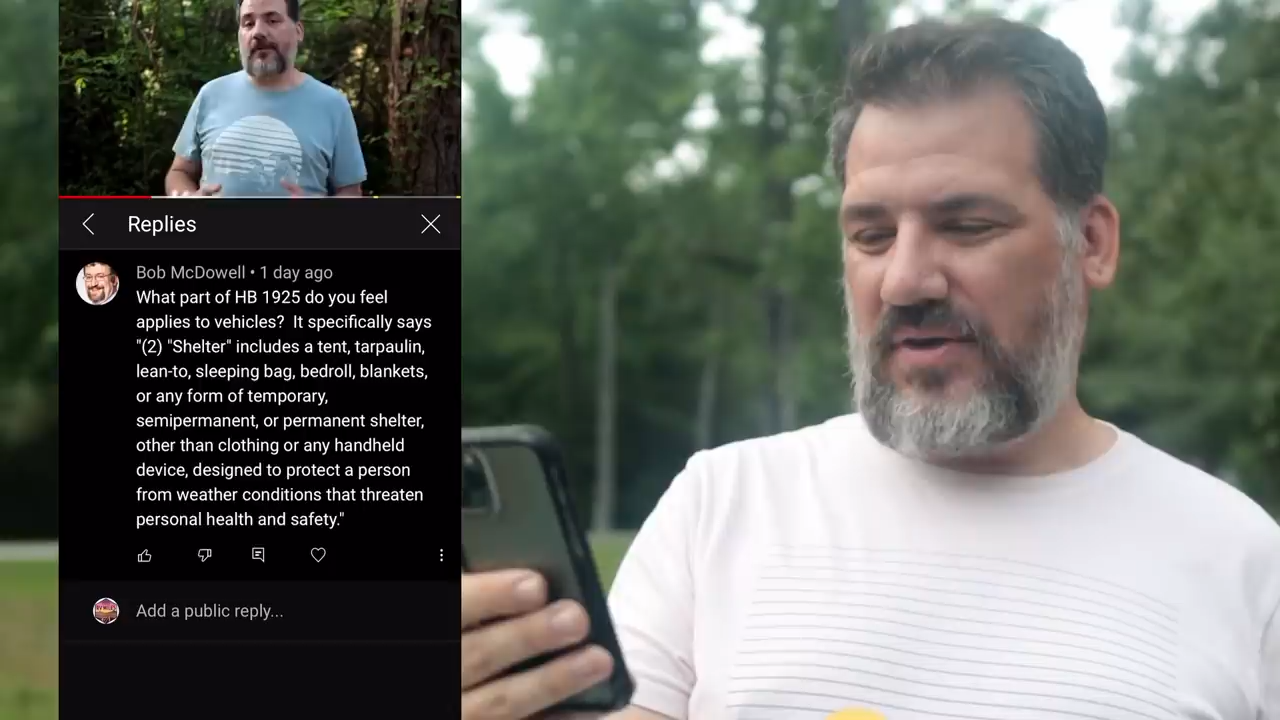 Replies
Bob McDowell • 1 day ago
What part of HB 1925 do you feel
applies to vehicles?  It specifically says
"(2) "Shelter" includes a tent, tarpaulin,
lean-to, sleeping bag, bedroll, blankets,
or any form of temporary,
semipermanent, or permanent shelter,
other than clothing or any handheld
device, designed to protect a person
from weather conditions that threaten
personal health and safety."
Add a public reply...